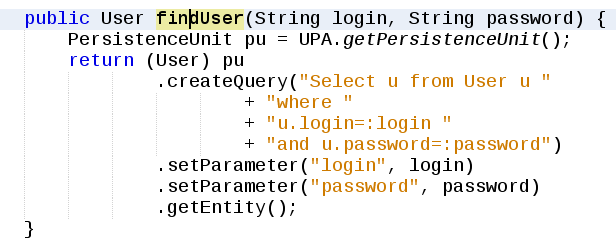 public User findUser(String login, String password) {
    PersistenceUnit pu = UPA.getPersistenceUnit();
    return (User) pu
            .createQuery("Select u from User u "
                    + "where "
                    + "u.login=:login "
                    + "and u.password=:password")
            .setParameter("login", login)
            .setParameter("password", password)
            .getEntity();
}